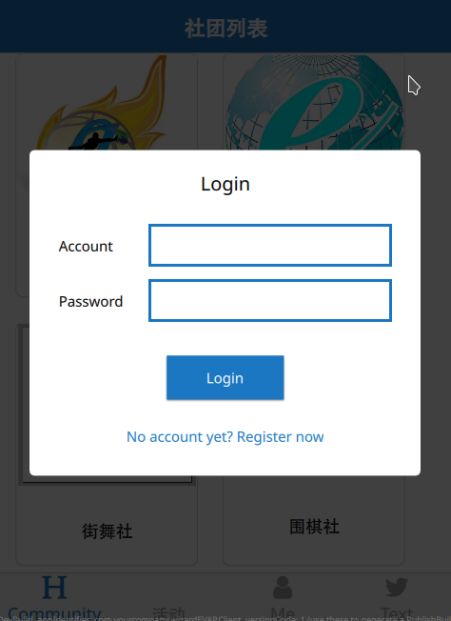 社团列表
Login
Account
Password
Login
No account yet? Register now
街舞社
围棋社
H
Community
活动
Me
Text